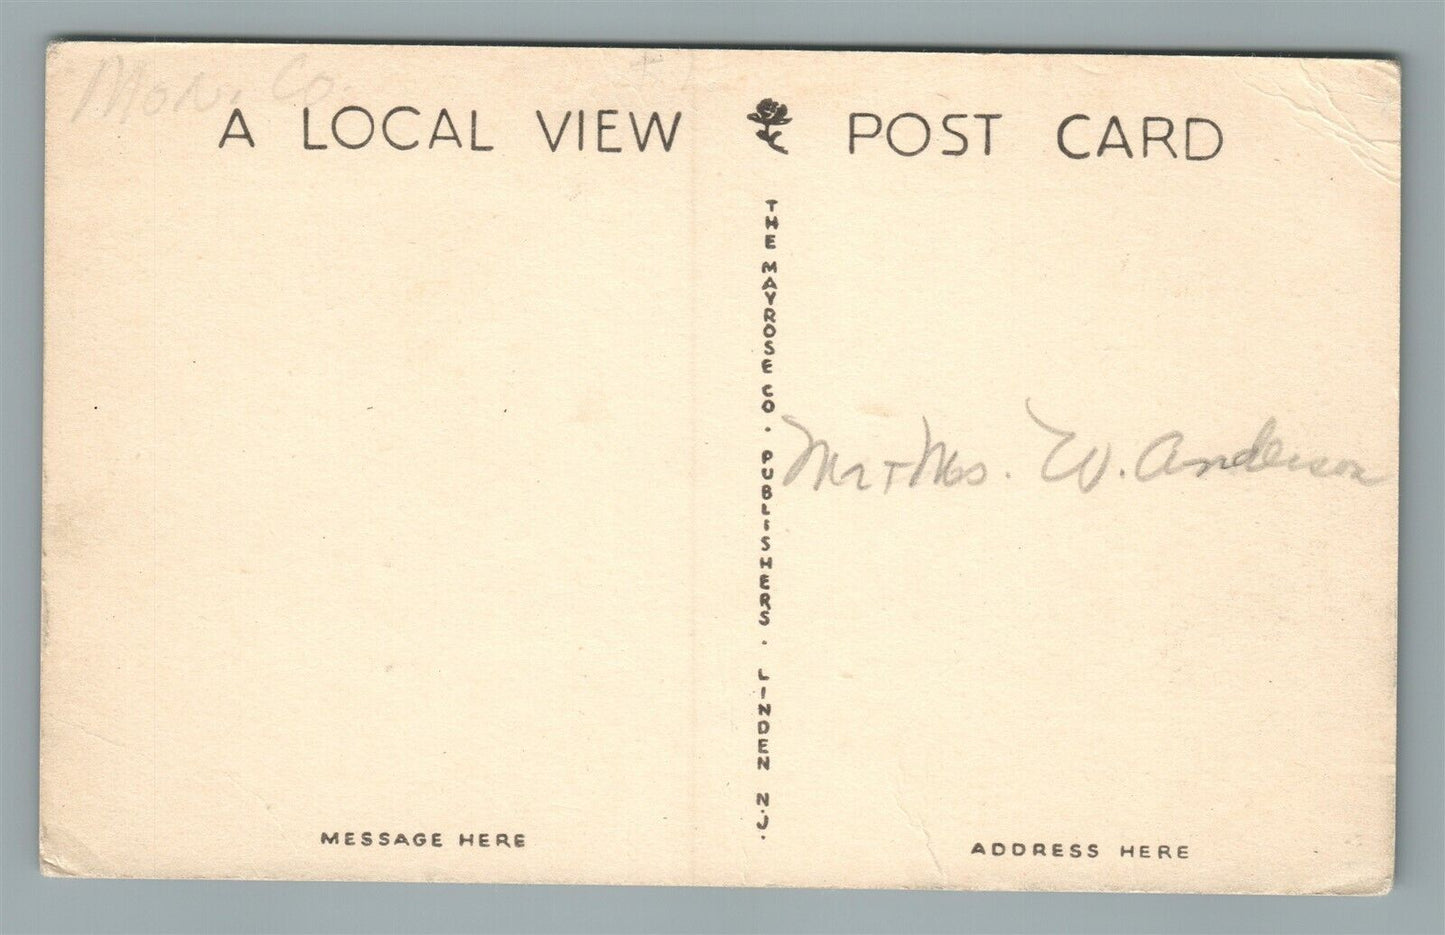 Mon. Co.
A LOCAL VIEW POST CARD
THE MAYROSE CO. PUBLISHERS. LINDEN N.J.
Mr + Mrs. W. Anderson
MESSAGE HERE
ADDRESS HERE